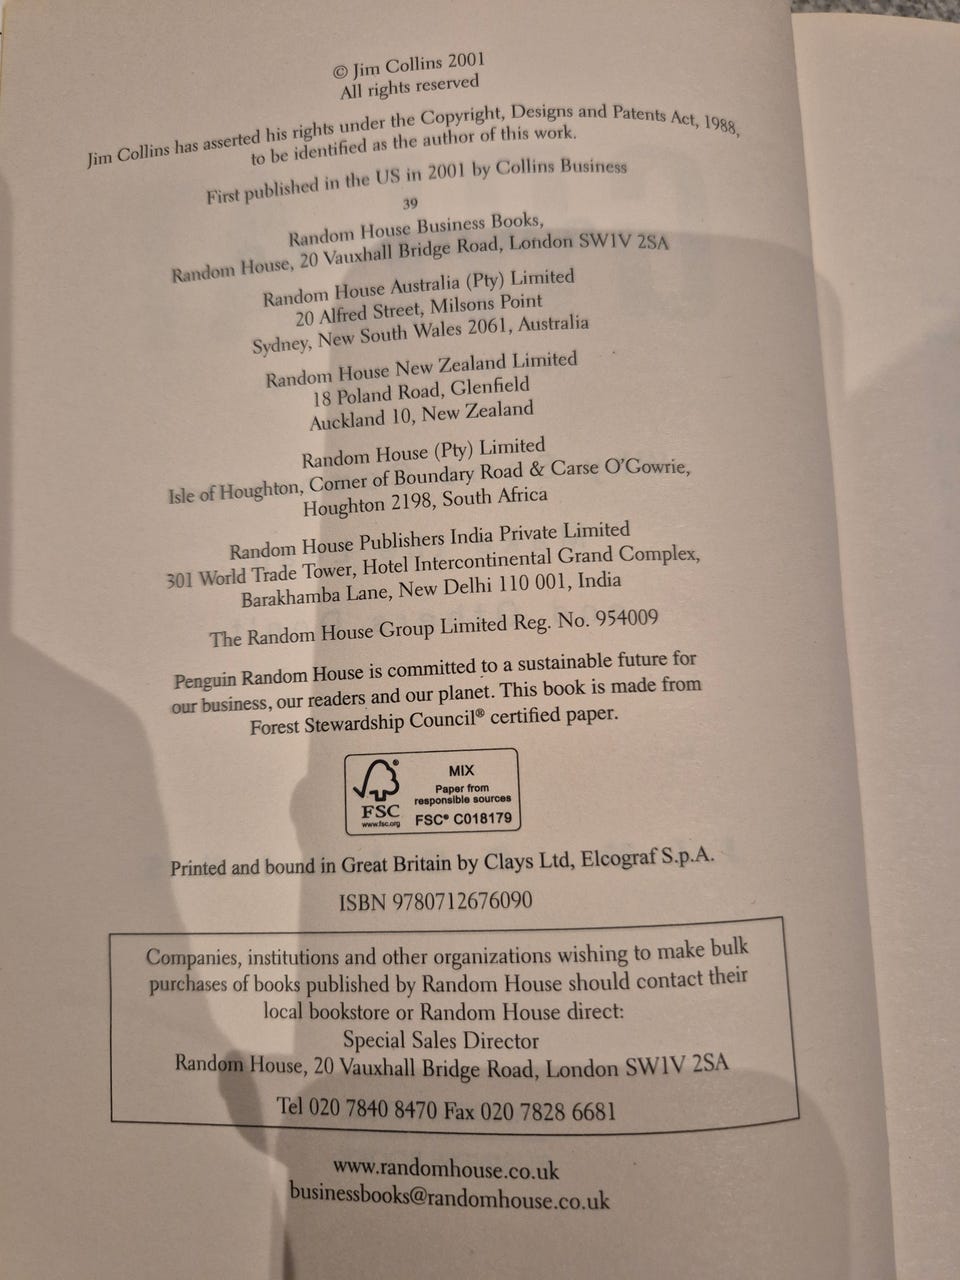 © Jim Collins 2001
All rights reserved
Jim Collins has asserted his rights under the Copyright, Designs and Patents Act, 1988,
to be identified as the author of this work.
First published in the US in 2001 by Collins Business
39
Random House Business Books,
Random House, 20 Vauxhall Bridge Road, London SW1V 2SA
Random House Australia (Pty) Limited
20 Alfred Street, Milsons Point
Sydney, New South Wales 2061, Australia
Random House New Zealand Limited
18 Poland Road, Glenfield
Auckland 10, New Zealand
Random House (Pty) Limited
Isle of Houghton, Corner of Boundary Road & Carse O'Gowrie,
Houghton 2198, South Africa
Random House Publishers India Private Limited
301 World Trade Tower, Hotel Intercontinental Grand Complex,
Barakhamba Lane, New Delhi 110 001, India
The Random House Group Limited Reg. No. 954009
Penguin Random House is committed to a sustainable future for
our business, our readers and our planet. This book is made from
Forest Stewardship Council® certified paper.
FSC
www.fsc.org
MIX
Paper from
responsible sources
FSC® C018179
Printed and bound in Great Britain by Clays Ltd, Elcograf S.p.A.
ISBN 9780712676090
Companies, institutions and other organizations wishing to make bulk
purchases of books published by Random House should contact their
local bookstore or Random House direct:
Special Sales Director
Random House, 20 Vauxhall Bridge Road, London SW1V 2SA
Tel 020 7840 8470 Fax 020 7828 6681
www.randomhouse.co.uk
businessbooks@randomhouse.co.uk